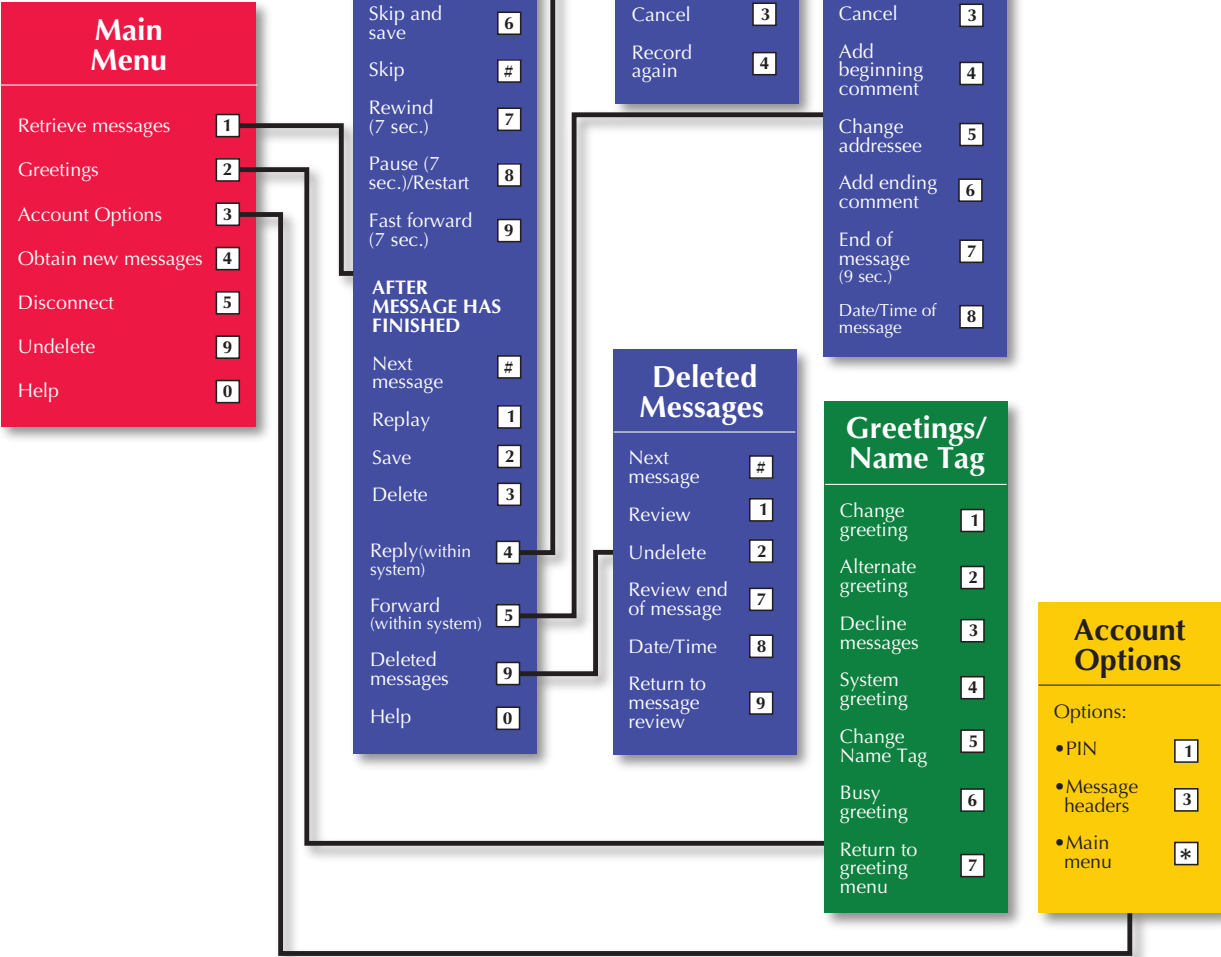 Main
Menu
Retrieve messages 1
Greetings 2
Account Options 3
Obtain new messages 4
Disconnect 5
Undelete 9
Help 0
Skip and
save 6
Skip #
Rewind
(7 sec.) 7
Pause (7
sec.)/Restart 8
Fast forward
(7 sec.) 9
AFTER
MESSAGE HAS
FINISHED
Next
message #
Replay 1
Save 2
Delete 3
Reply(within
system) 4
Forward
(within system) 5
Deleted
messages 9
Help 0
Cancel 3
Record
again 4
Deleted
Messages
Next
message #
Review 1
Undelete 2
Review end
of message 7
Date/Time 8
Return to
message
review 9
Cancel 3
Add
beginning
comment 4
Change
addressee 5
Add ending
comment 6
End of
message
(9 sec.) 7
Date/Time of
message 8
Greetings/
Name Tag
Change
greeting 1
Alternate
greeting 2
Decline
messages 3
System
greeting 4
Change
Name Tag 5
Busy
greeting 6
Return to
greeting
menu 7
Account
Options
Options:
•PIN 1
•Message
headers 3
•Main
menu *